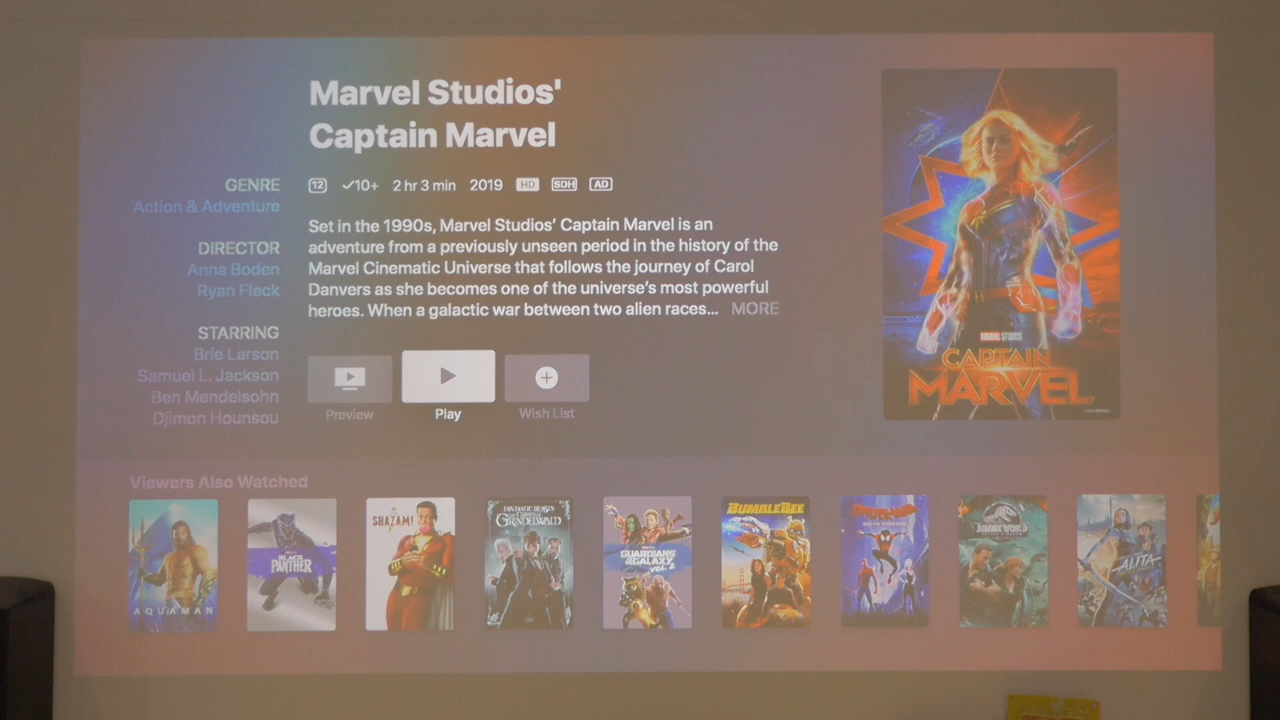 Marvel Studios'
Captain Marvel
12 ✓10+ 2 hr 3 min 2019 HD SDH AD
GENRE
Action & Adventure
DIRECTOR
Anna Boden
Ryan Fleck
STARRING
Brie Larson
Samuel L. Jackson
Ben Mendelsohn
Djimon Hounsou
Set in the 1990s, Marvel Studios' Captain Marvel is an
adventure from a previously unseen period in the history of the
Marvel Cinematic Universe that follows the journey of Carol
Danvers as she becomes one of the universe's most powerful
heroes. When a galactic war between two alien races... MORE
Preview
Play
Wish List
MARVEL STUDIOS
CAPTAIN
MARVEL
Viewers Also Watched
AQUAMAN
BLACK
PANTHER
SHAZAM!
FANTASTIC BEASTS
GRINDELWALD
GUARDIANS
GALAXY
VOL. 2
BUMBLEBEE
JURASSIC WORLD
ALITA